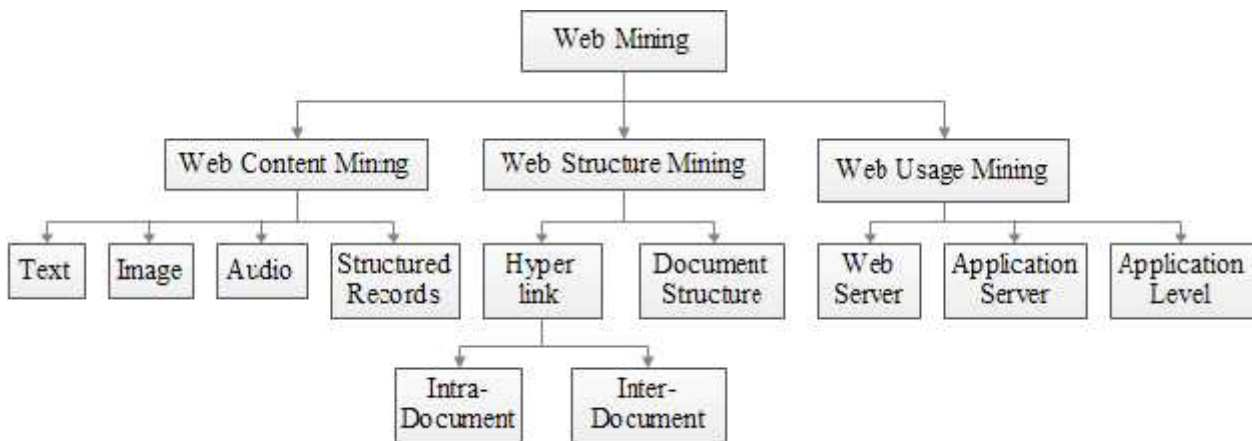 Web Mining
Web Content Mining
Web Structure Mining
Web Usage Mining
Text
Image
Audio
Structured
Records
Hyper
link
Document
Structure
Web
Server
Application
Server
Application
Level
Intra-
Document
Inter-
Document